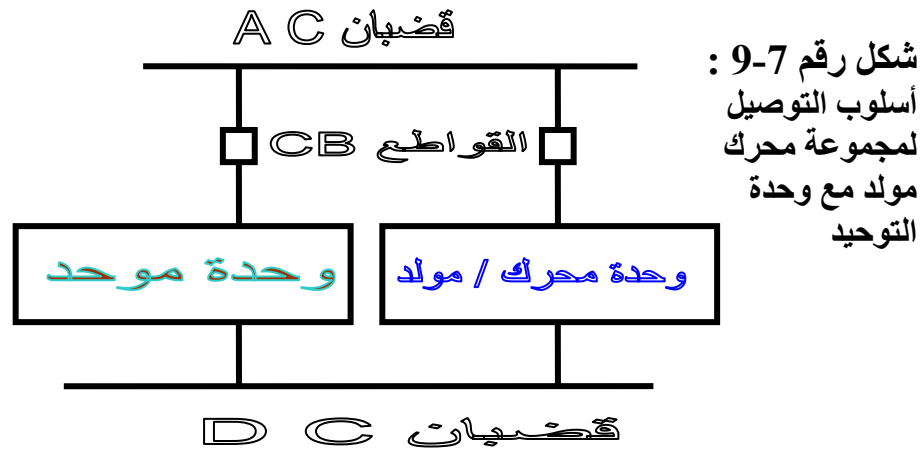 قضبان A C
شكل رقم 7-9 :
أسلوب التوصيل
لمجموعة محرك
مولد مع وحدة
التوحيد
القواطع CB
وحدة موحد
وحدة محرك / مولد
قضبان D C